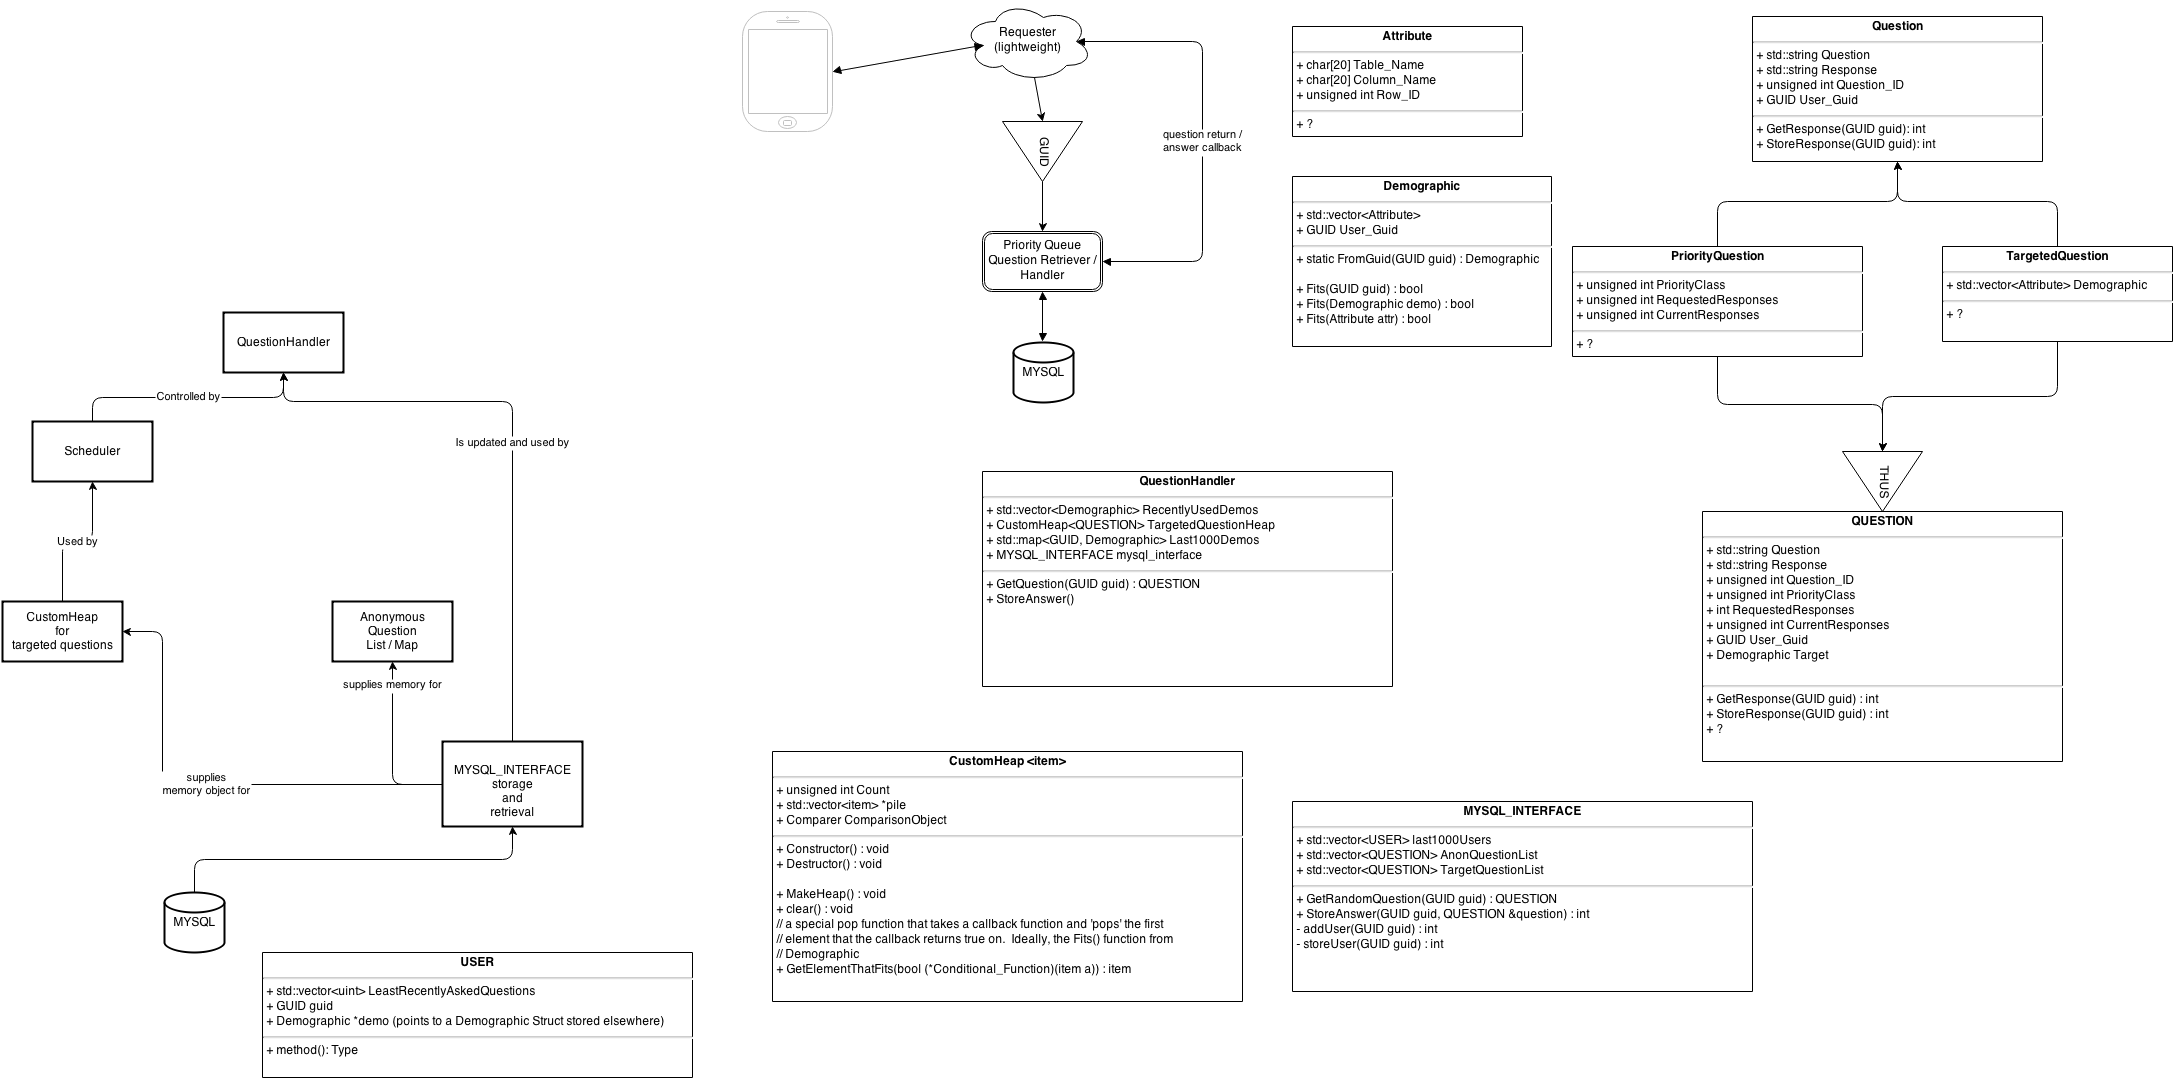 Requester
(lightweight)
GUID
question return /
answer callback
Priority Queue
Question Retriever /
Handler
MYSQL
Attribute
+ char[20] Table_Name
+ char[20] Column_Name
+ unsigned int Row_ID
+ ?
Demographic
+ std::vector<Attribute>
+ GUID User_Guid
+ static FromGuid(GUID guid) : Demographic
+ Fits(GUID guid) : bool
+ Fits(Demographic demo) : bool
+ Fits(Attribute attr) : bool
Question
+ std::string Question
+ std::string Response
+ unsigned int Question_ID
+ GUID User_Guid
+ GetResponse(GUID guid): int
+ StoreResponse(GUID guid): int
PriorityQuestion
+ unsigned int PriorityClass
+ unsigned int RequestedResponses
+ unsigned int CurrentResponses
+ ?
TargetedQuestion
+ std::vector<Attribute> Demographic
+ ?
THUS
QUESTION
+ std::string Question
+ std::string Response
+ unsigned int Question_ID
+ unsigned int PriorityClass
+ int RequestedResponses
+ unsigned int CurrentResponses
+ GUID User_Guid
+ Demographic Target
+ GetResponse(GUID guid) : int
+ StoreResponse(GUID guid) : int
+ ?
QuestionHandler
Controlled by
Scheduler
Is updated and used by
Used by
CustomHeap
for
targeted questions
Anonymous
Question
List / Map
supplies memory for
supplies
memory object for
MYSQL_INTERFACE
storage
and
retrieval
MYSQL
QuestionHandler
+ std::vector<Demographic> RecentlyUsedDemos
+ CustomHeap<QUESTION> TargetedQuestionHeap
+ std::map<GUID, Demographic> Last1000Demos
+ MYSQL_INTERFACE mysql_interface
+ GetQuestion(GUID guid) : QUESTION
+ StoreAnswer()
CustomHeap <item>
+ unsigned int Count
+ std::vector<item> *pile
+ Comparer ComparisonObject
+ Constructor() : void
+ Destructor() : void
+ MakeHeap() : void
+ clear() : void
// a special pop function that takes a callback function and 'pops' the first
// element that the callback returns true on.  Ideally, the Fits() function from
// Demographic
+ GetElementThatFits(bool (*Conditional_Function)(item a)) : item
MYSQL_INTERFACE
+ std::vector<USER> last1000Users
+ std::vector<QUESTION> AnonQuestionList
+ std::vector<QUESTION> TargetQuestionList
+ GetRandomQuestion(GUID guid) : QUESTION
+ StoreAnswer(GUID guid, QUESTION &question) : int
- addUser(GUID guid) : int
- storeUser(GUID guid) : int
USER
+ std::vector<uint> LeastRecentlyAskedQuestions
+ GUID guid
+ Demographic *demo (points to a Demographic Struct stored elsewhere)
+ method(): Type